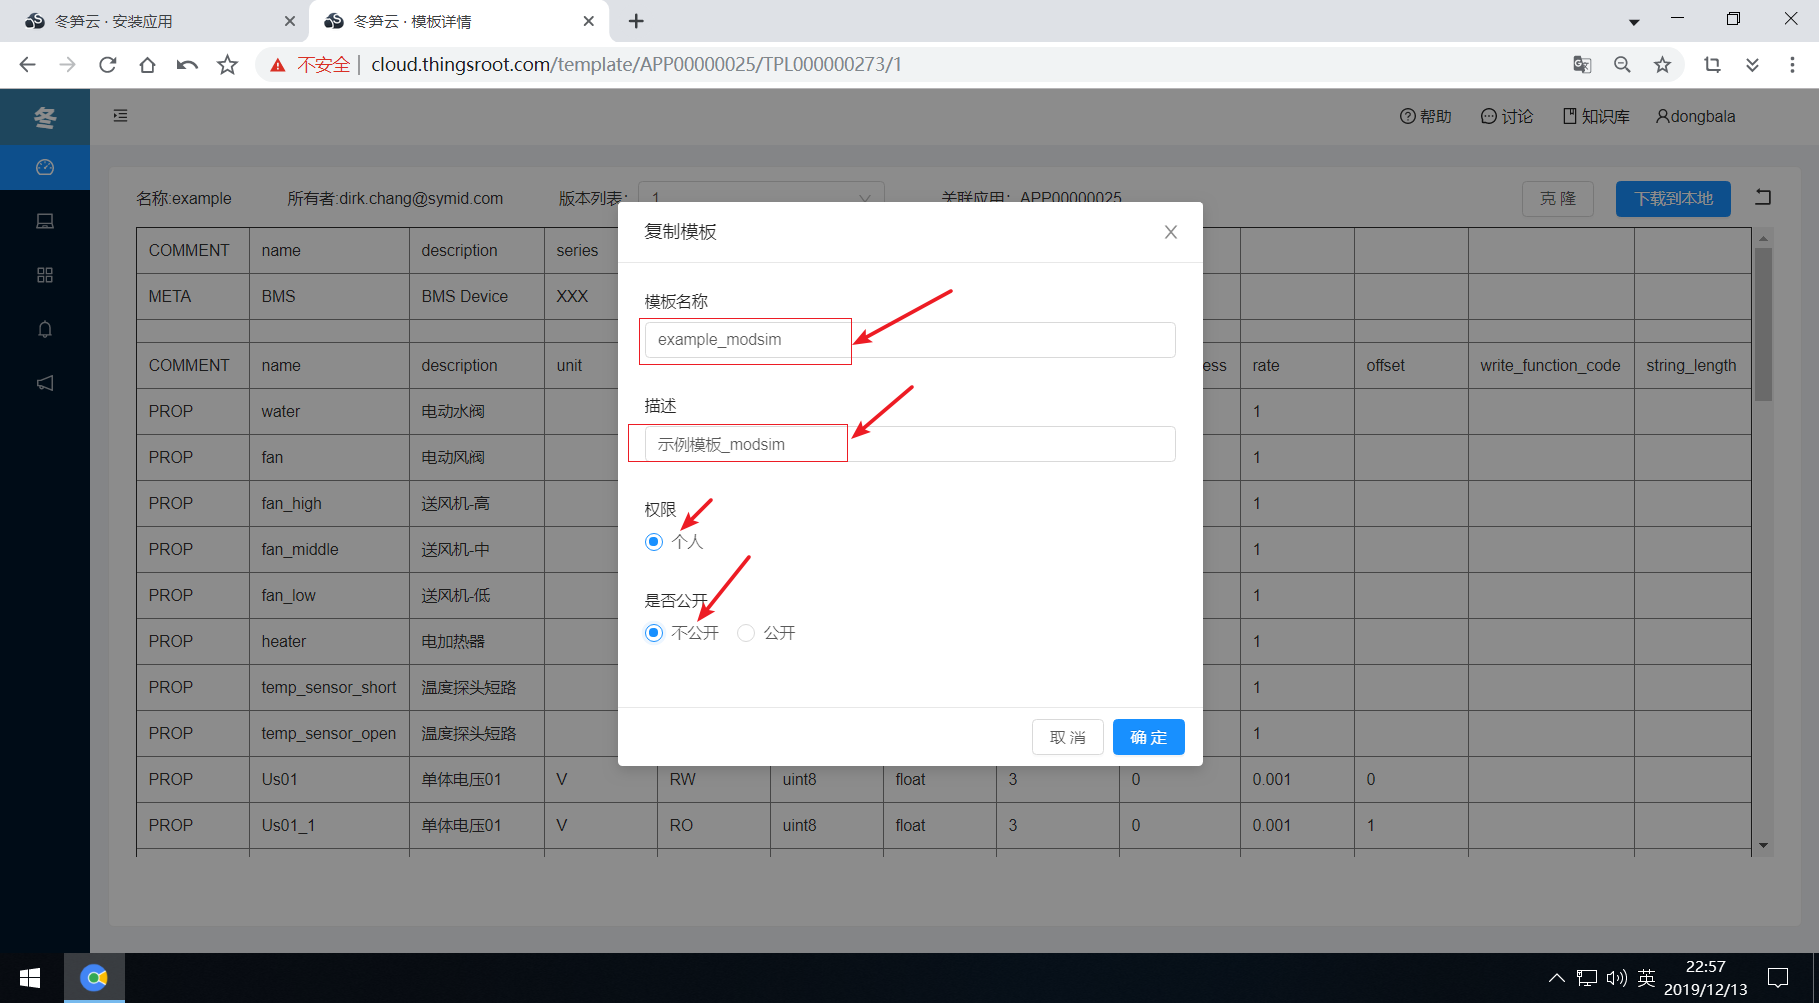 冬笋云 · 安装应用
冬笋云 · 模板详情
不安全 | cloud.thingsroot.com/template/APP00000025/TPL000000273/1
冬
帮助 讨论 知识库 dongbala
名称:example 所有者:dirk.chang@symid.com 版本列表: 1 关联应用: APP00000025 克 隆 下载到本地
复制模板
模板名称
example_modsim
描述
示例模板_modsim
权限
个人
是否公开
不公开 公开
取 消 确 定
COMMENT name description series
META BMS BMS Device XXX
COMMENT name description unit ess rate offset write_function_code string_length
PROP water 电动水阀 1
PROP fan 电动风阀 1
PROP fan_high 送风机-高 1
PROP fan_middle 送风机-中 1
PROP fan_low 送风机-低 1
PROP heater 电加热器 1
PROP temp_sensor_short 温度探头短路 1
PROP temp_sensor_open 温度探头短路 1
PROP Us01 单体电压01 V RW uint8 float 3 0 0.001 0
PROP Us01_1 单体电压01 V RO uint8 float 3 0 0.001 1
英
22:57
2019/12/13